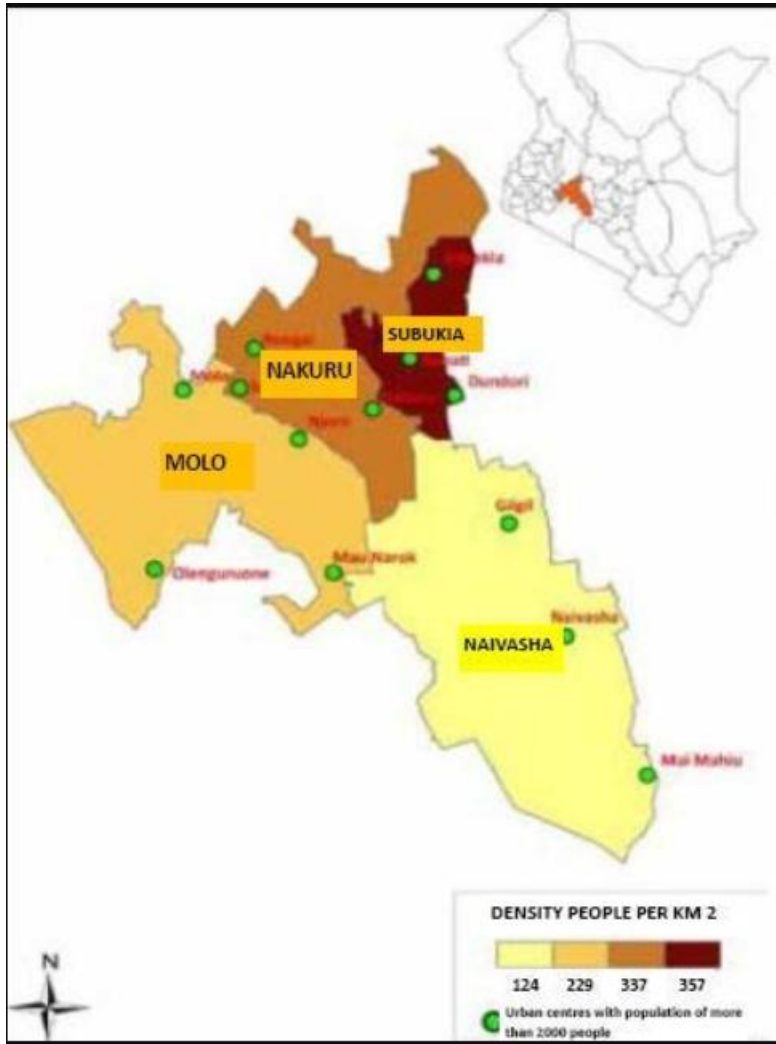 SUBUKIA
Dundori
NAKURU
Njoro
MOLO
Gilgil
Mau Narok
Olenguruone
Naivasha
NAIVASHA
Mai Mahiu
DENSITY PEOPLE PER KM 2
124 229 337 357
N
Urban centres with population of more
than 2000 people